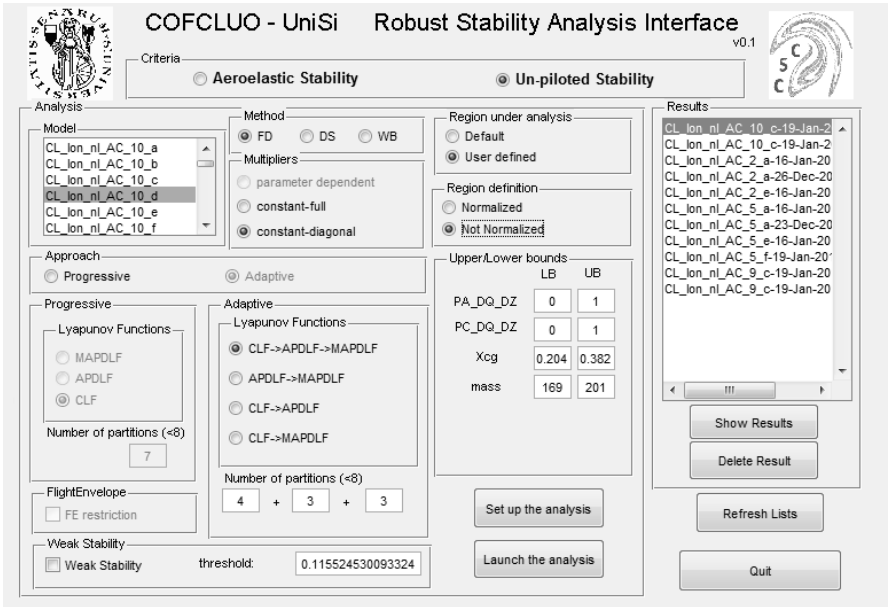 COFCLUO - UniSi Robust Stability Analysis Interface
v0.1
SENARUM
S C
C
Criteria
Aeroelastic Stability
Un-piloted Stability
Analysis
Model
CL_lon_nl_AC_10_a
CL_lon_nl_AC_10_b
CL_lon_nl_AC_10_c
CL_lon_nl_AC_10_d
CL_lon_nl_AC_10_e
CL_lon_nl_AC_10_f
Method
FD DS WB
Multipliers
parameter dependent
constant-full
constant-diagonal
Region under analysis
Default
User defined
Region definition
Normalized
Not Normalized
Approach
Progressive Adaptive
Progressive
Lyapunov Functions
MAPDLF
APDLF
CLF
Number of partitions (<8)
7
FlightEnvelope
FE restriction
Adaptive
Lyapunov Functions
CLF->APDLF->MAPDLF
APDLF->MAPDLF
CLF->APDLF
CLF->MAPDLF
Number of partitions (<8)
4 + 3 + 3
Weak Stability
Weak Stability threshold: 0.115524530093324
Upper/Lower bounds
LB UB
PA_DQ_DZ 0 1
PC_DQ_DZ 0 1
Xcg 0.204 0.382
mass 169 201
Set up the analysis
Launch the analysis
Results
CL_lon_nl_AC_10_c-19-Jan-2
CL_lon_nl_AC_10_c-19-Jan-2
CL_lon_nl_AC_2_a-16-Jan-20
CL_lon_nl_AC_2_a-26-Dec-20
CL_lon_nl_AC_2_e-16-Jan-20
CL_lon_nl_AC_5_a-16-Jan-20
CL_lon_nl_AC_5_a-23-Dec-20
CL_lon_nl_AC_5_e-16-Jan-20
CL_lon_nl_AC_5_f-19-Jan-201
CL_lon_nl_AC_9_c-19-Jan-20
CL_lon_nl_AC_9_c-19-Jan-20
Show Results
Delete Result
Refresh Lists
Quit